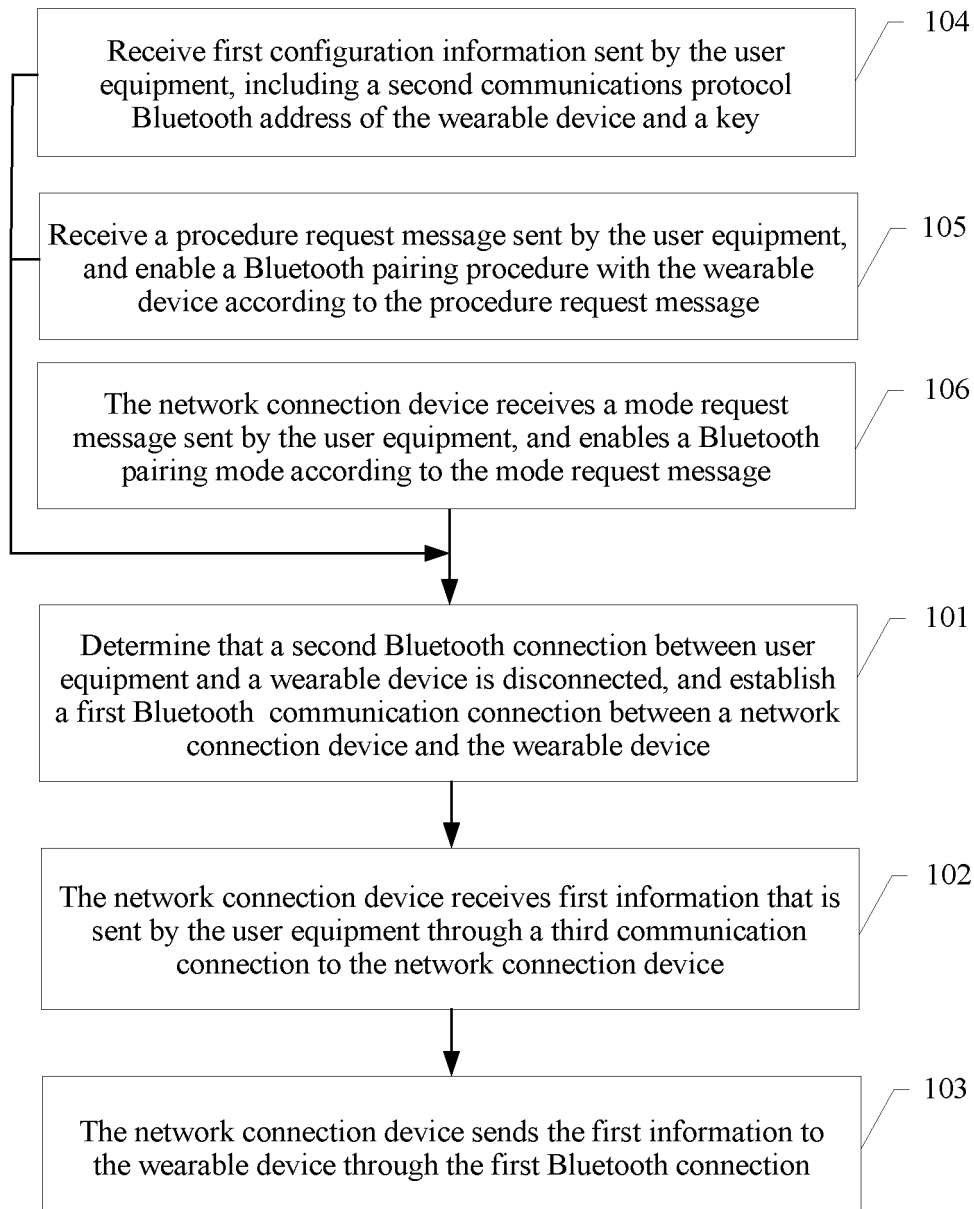 Receive first configuration information sent by the user
equipment, including a second communications protocol
Bluetooth address of the wearable device and a key
104
Receive a procedure request message sent by the user equipment,
and enable a Bluetooth pairing procedure with the wearable
device according to the procedure request message
105
The network connection device receives a mode request
message sent by the user equipment, and enables a Bluetooth
pairing mode according to the mode request message
106
Determine that a second Bluetooth connection between user
equipment and a wearable device is disconnected, and establish
a first Bluetooth communication connection between a network
connection device and the wearable device
101
The network connection device receives first information that is
sent by the user equipment through a third communication
connection to the network connection device
102
The network connection device sends the first information to
the wearable device through the first Bluetooth connection
103